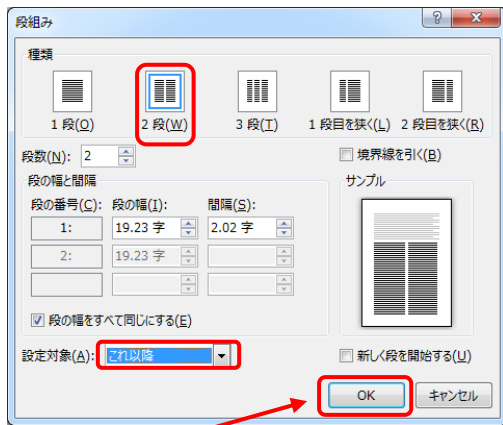 段組み
種類
1 段(O) 2 段(W) 3 段(T) 1 段目を狭く(L) 2 段目を狭く(R)
段数(N): 2 境界線を引く(B)
段の幅と間隔 サンプル
段の番号(C): 段の幅(I): 間隔(S):
1: 19.23 字 2.02 字
2: 19.23 字
段の幅をすべて同じにする(E)
設定対象(A): これ以降 新しく段を開始する(U)
OK キャンセル